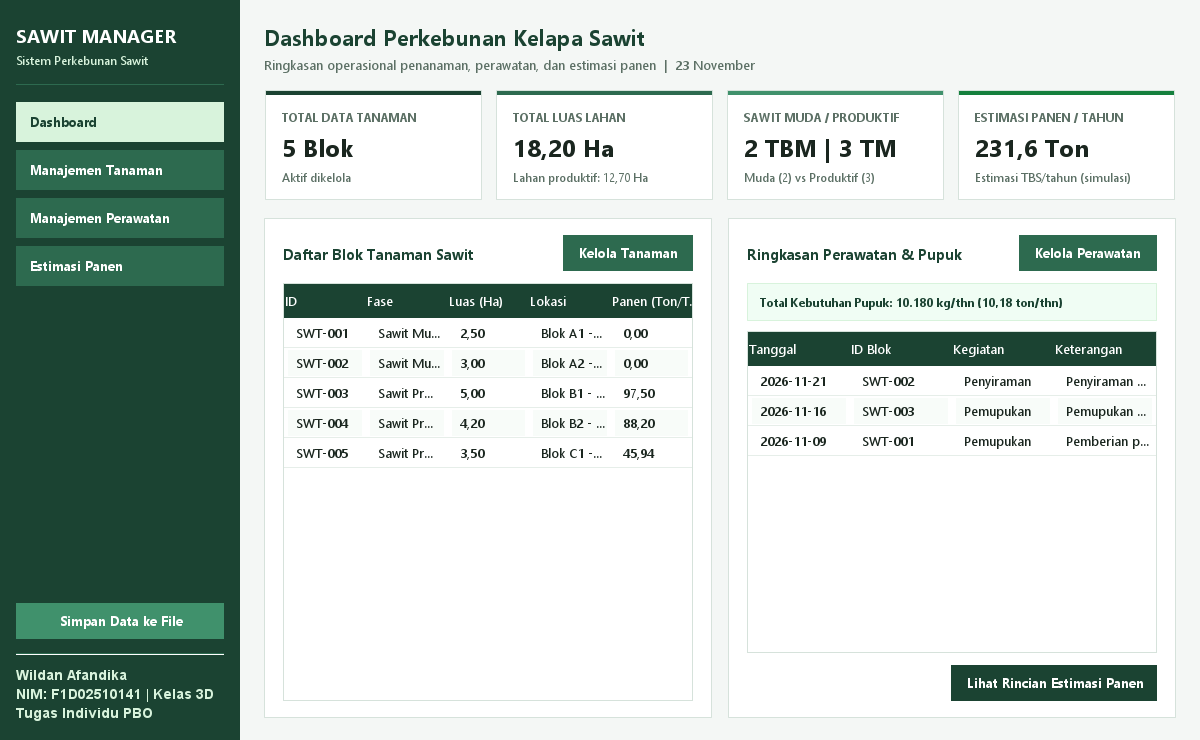 SAWIT MANAGER
Sistem Perkebunan Sawit
Dashboard
Manajemen Tanaman
Manajemen Perawatan
Estimasi Panen
Simpan Data ke File
Wildan Afandika
NIM: F1D02510141 | Kelas 3D
Tugas Individu PBO
Dashboard Perkebunan Kelapa Sawit
Ringkasan operasional penanaman, perawatan, dan estimasi panen | 23 November
TOTAL DATA TANAMAN
5 Blok
Aktif dikelola
TOTAL LUAS LAHAN
18,20 Ha
Lahan produktif: 12,70 Ha
SAWIT MUDA / PRODUKTIF
2 TBM | 3 TM
Muda (2) vs Produktif (3)
ESTIMASI PANEN / TAHUN
231,6 Ton
Estimasi TBS/tahun (simulasi)
Daftar Blok Tanaman Sawit
Kelola Tanaman
ID Fase Luas (Ha) Lokasi Panen (Ton/T.
SWT-001 Sawit Mu... 2,50 Blok A1 -... 0,00
SWT-002 Sawit Mu... 3,00 Blok A2 -... 0,00
SWT-003 Sawit Pr... 5,00 Blok B1 - ... 97,50
SWT-004 Sawit Pr... 4,20 Blok B2 - ... 88,20
SWT-005 Sawit Pr... 3,50 Blok C1 -... 45,94
Ringkasan Perawatan & Pupuk
Kelola Perawatan
Total Kebutuhan Pupuk: 10.180 kg/thn (10,18 ton/thn)
Tanggal ID Blok Kegiatan Keterangan
2026-11-21 SWT-002 Penyiraman Penyiraman ...
2026-11-16 SWT-003 Pemupukan Pemupukan ...
2026-11-09 SWT-001 Pemupukan Pemberian p...
Lihat Rincian Estimasi Panen